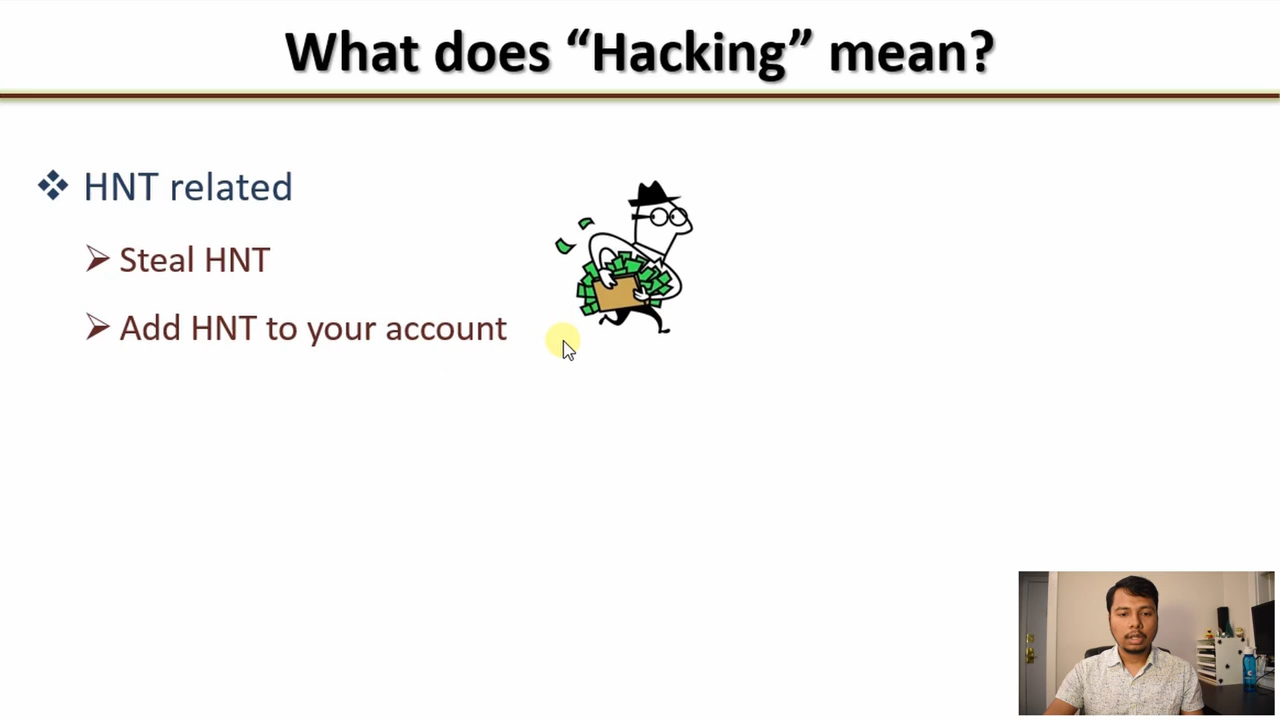 What does “Hacking” mean?
HNT related
Steal HNT
Add HNT to your account